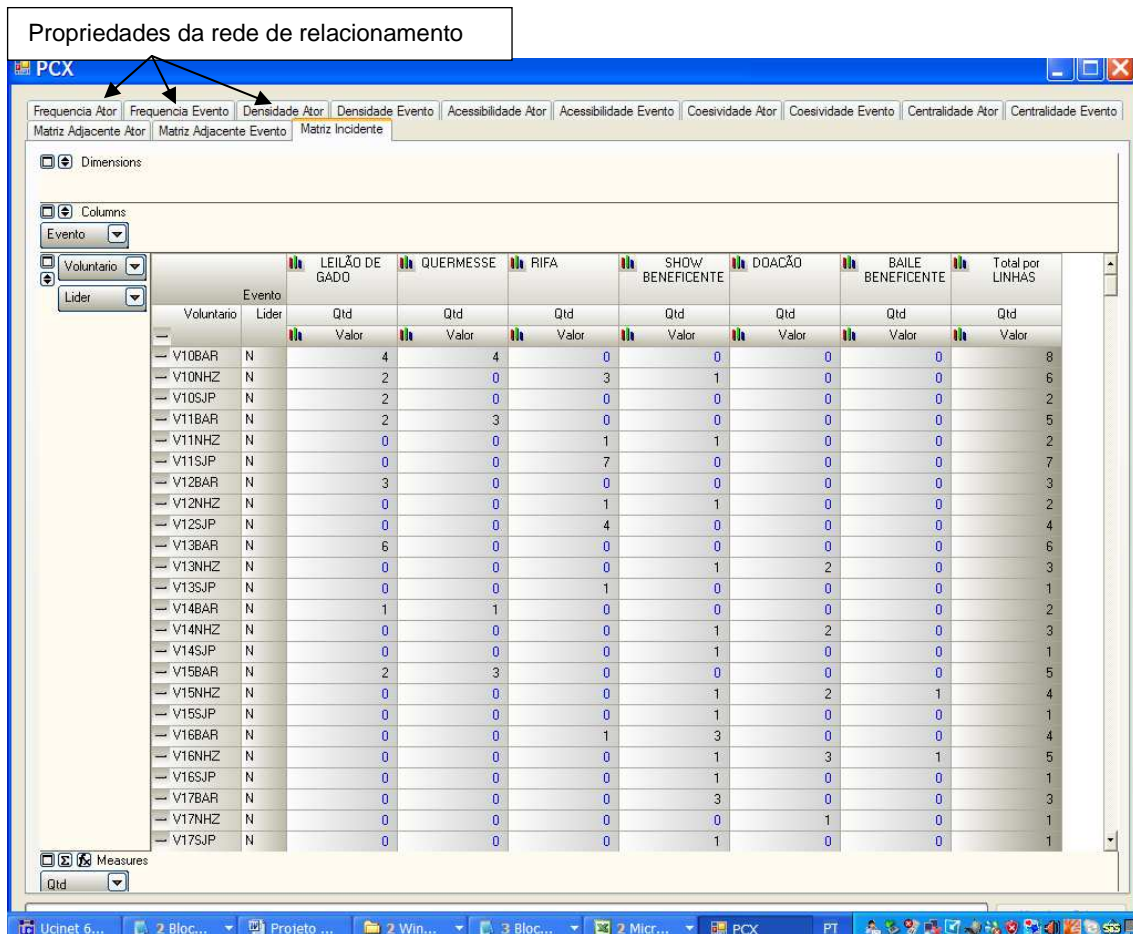 Propriedades da rede de relacionamento
PCX
Frequencia Ator Frequencia Evento Densidade Ator Densidade Evento Acessibilidade Ator Acessibilidade Evento Coesividade Ator Coesividade Evento Centralidade Ator Centralidade Evento
Matriz Adjacente Ator Matriz Adjacente Evento Matriz Incidente
Dimensions
Columns
Evento
Voluntario
Lider
Evento
LEILÃO DE GADO QUERMESSE RIFA SHOW BENEFICENTE DOACÃO BAILE BENEFICENTE Total por LINHAS
Voluntario Lider Qtd Qtd Qtd Qtd Qtd Qtd Qtd
Valor Valor Valor Valor Valor Valor Valor
V10BAR N 4 4 0 0 0 0 8
V10NHZ N 2 0 3 1 0 0 6
V10SJP N 2 0 0 0 0 0 2
V11BAR N 2 3 0 0 0 0 5
V11NHZ N 0 0 1 1 0 0 2
V11SJP N 0 0 7 0 0 0 7
V12BAR N 3 0 0 0 0 0 3
V12NHZ N 0 0 1 1 0 0 2
V12SJP N 0 0 4 0 0 0 4
V13BAR N 6 0 0 0 0 0 6
V13NHZ N 0 0 0 1 2 0 3
V13SJP N 0 0 1 0 0 0 1
V14BAR N 1 1 0 0 0 0 2
V14NHZ N 0 0 0 1 2 0 3
V14SJP N 0 0 0 1 0 0 1
V15BAR N 2 3 0 0 0 0 5
V15NHZ N 0 0 0 1 2 1 4
V15SJP N 0 0 0 1 0 0 1
V16BAR N 0 0 1 3 0 0 4
V16NHZ N 0 0 0 1 3 1 5
V16SJP N 0 0 0 1 0 0 1
V17BAR N 0 0 0 3 0 0 3
V17NHZ N 0 0 0 0 1 0 1
V17SJP N 0 0 0 1 0 0 1
Measures
Qtd
Ucinet 6... 2 Bloc... Projeto ... 2 Win... 3 Bloc... 2 Micr... PCX PT